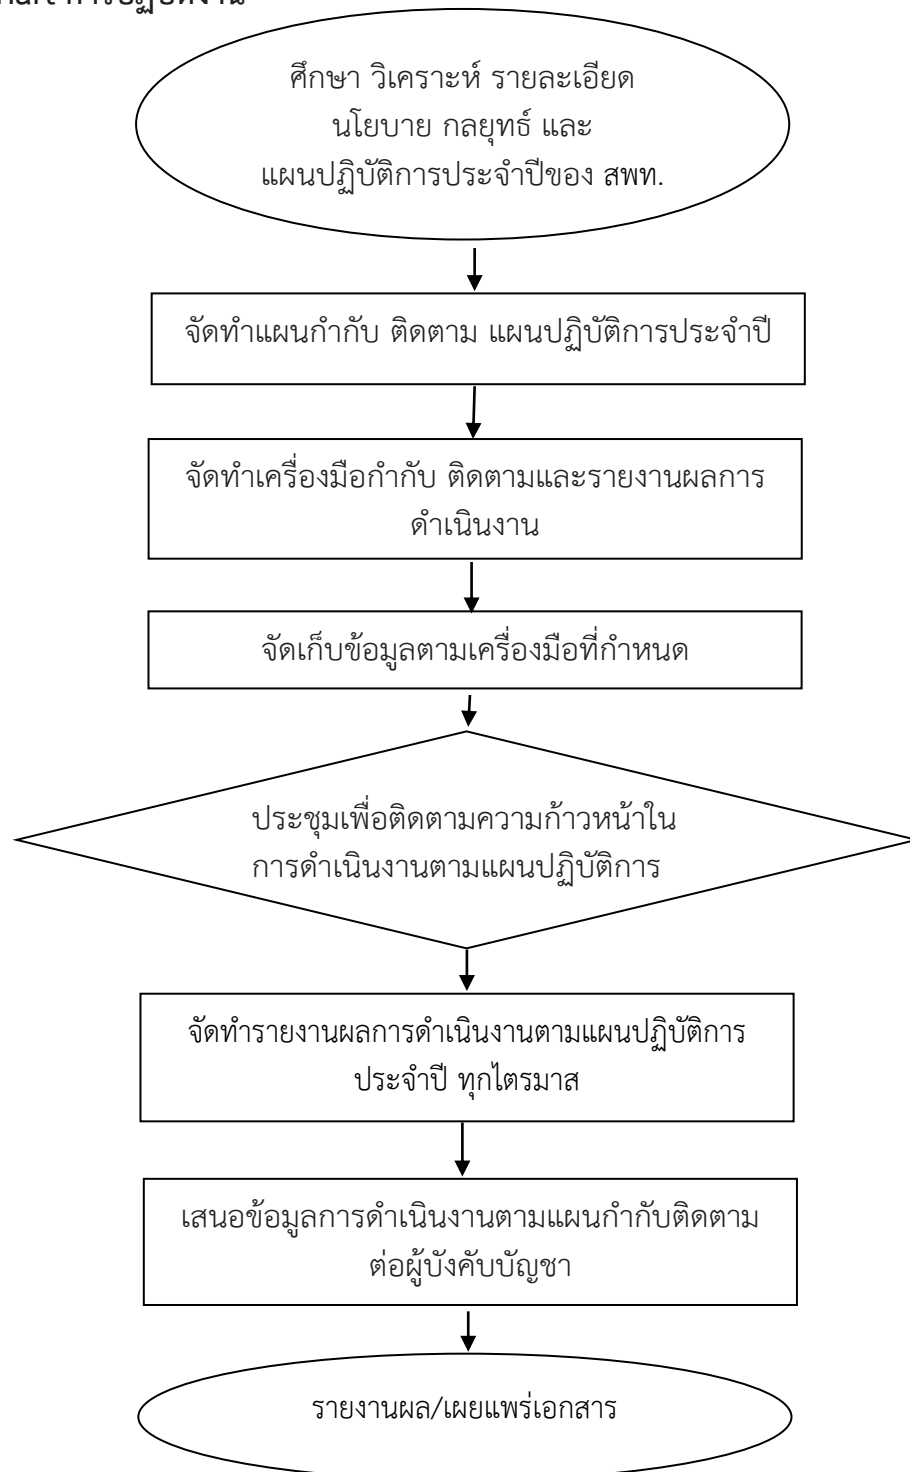 การปฏิบัติงาน
ศึกษา วิเคราะห์ รายละเอียด
นโยบาย กลยุทธ์ และ
แผนปฏิบัติการประจำปีของ สพท.
จัดทำแผนกำกับ ติดตาม แผนปฏิบัติการประจำปี
จัดทำเครื่องมือกำกับ ติดตามและรายงานผลการ
ดำเนินงาน
จัดเก็บข้อมูลตามเครื่องมือที่กำหนด
ประชุมเพื่อติดตามความก้าวหน้าใน
การดำเนินงานตามแผนปฏิบัติการ
จัดทำรายงานผลการดำเนินงานตามแผนปฏิบัติการ
ประจำปี ทุกไตรมาส
เสนอข้อมูลการดำเนินงานตามแผนกำกับติดตาม
ต่อผู้บังคับบัญชา
รายงานผล/เผยแพร่เอกสาร